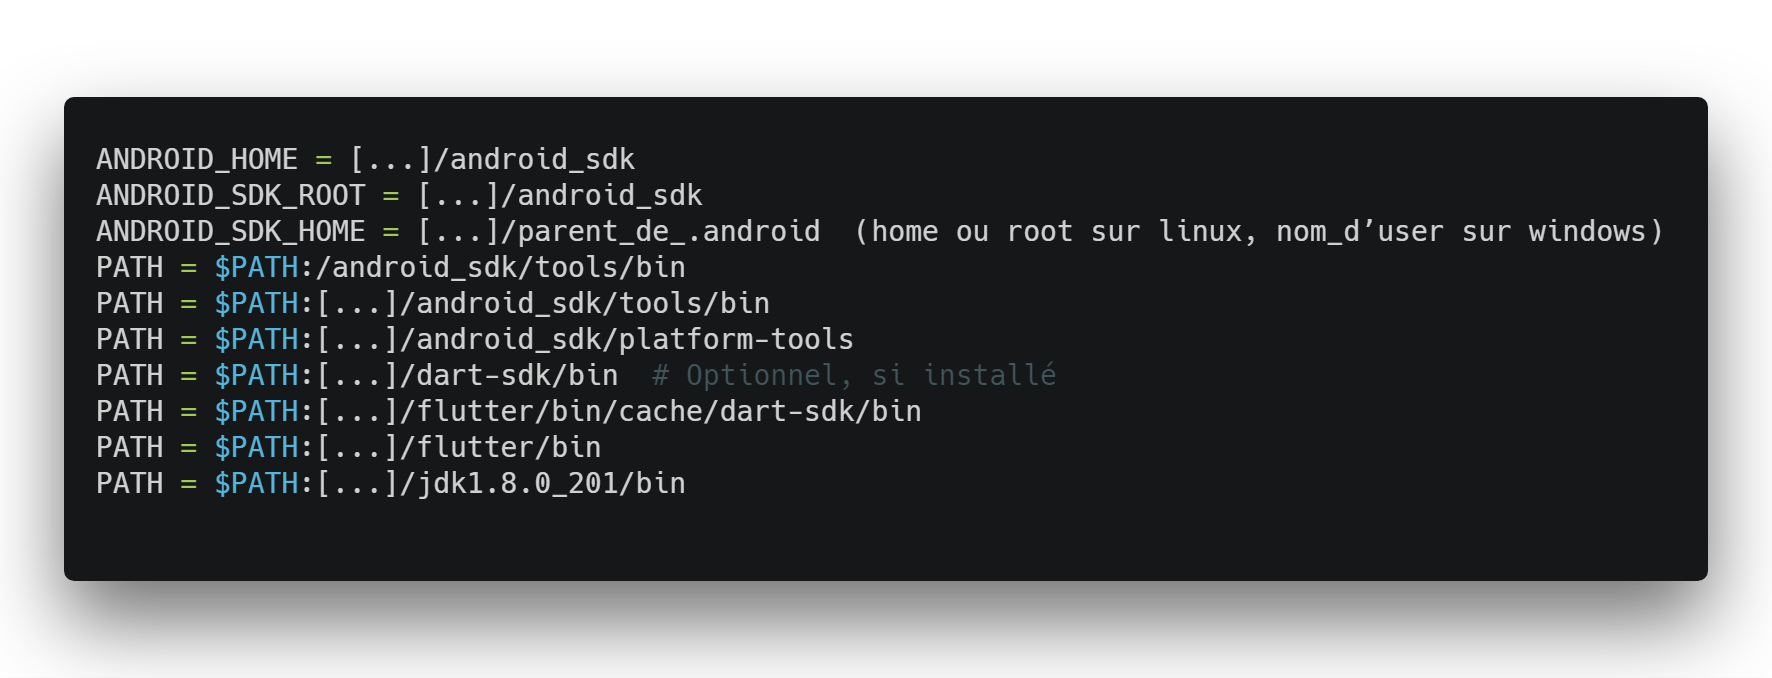 ANDROID_HOME = [...]/android_sdk
ANDROID_SDK_ROOT = [...]/android_sdk
ANDROID_SDK_HOME = [...]/parent_de_.android  (home ou root sur linux, nom_d’user sur windows)
PATH = $PATH:/android_sdk/tools/bin
PATH = $PATH:[...]/android_sdk/tools/bin
PATH = $PATH:[...]/android_sdk/platform-tools
PATH = $PATH:[...]/dart-sdk/bin  # Optionnel, si installé
PATH = $PATH:[...]/flutter/bin/cache/dart-sdk/bin
PATH = $PATH:[...]/flutter/bin
PATH = $PATH:[...]/jdk1.8.0_201/bin